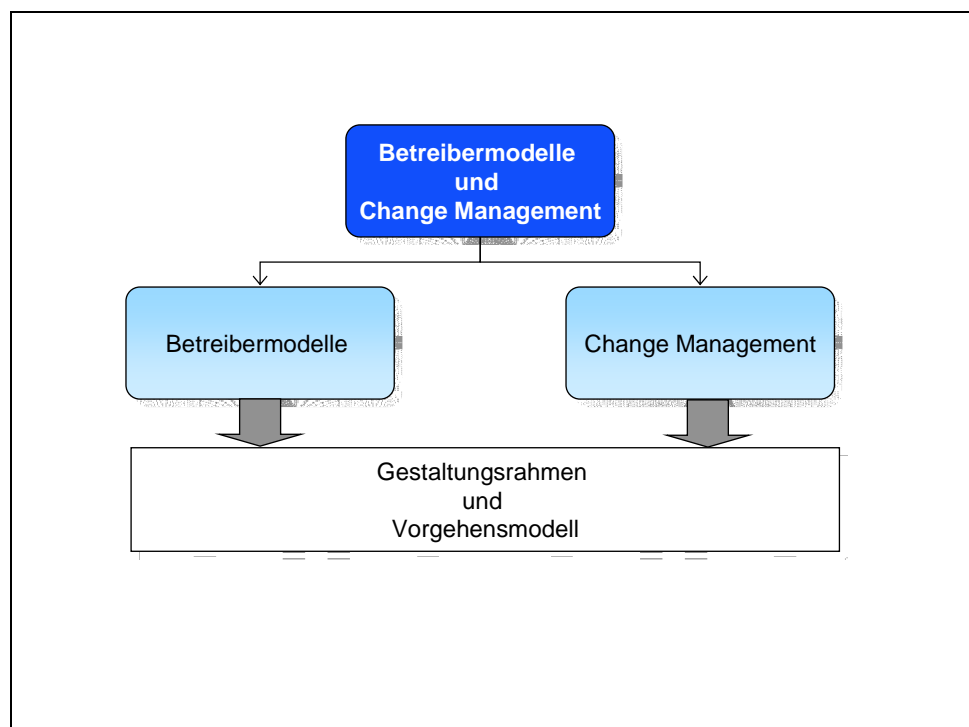 Betreibermodelle
und
Change Management
Betreibermodelle
Change Management
Gestaltungsrahmen
und
Vorgehensmodell